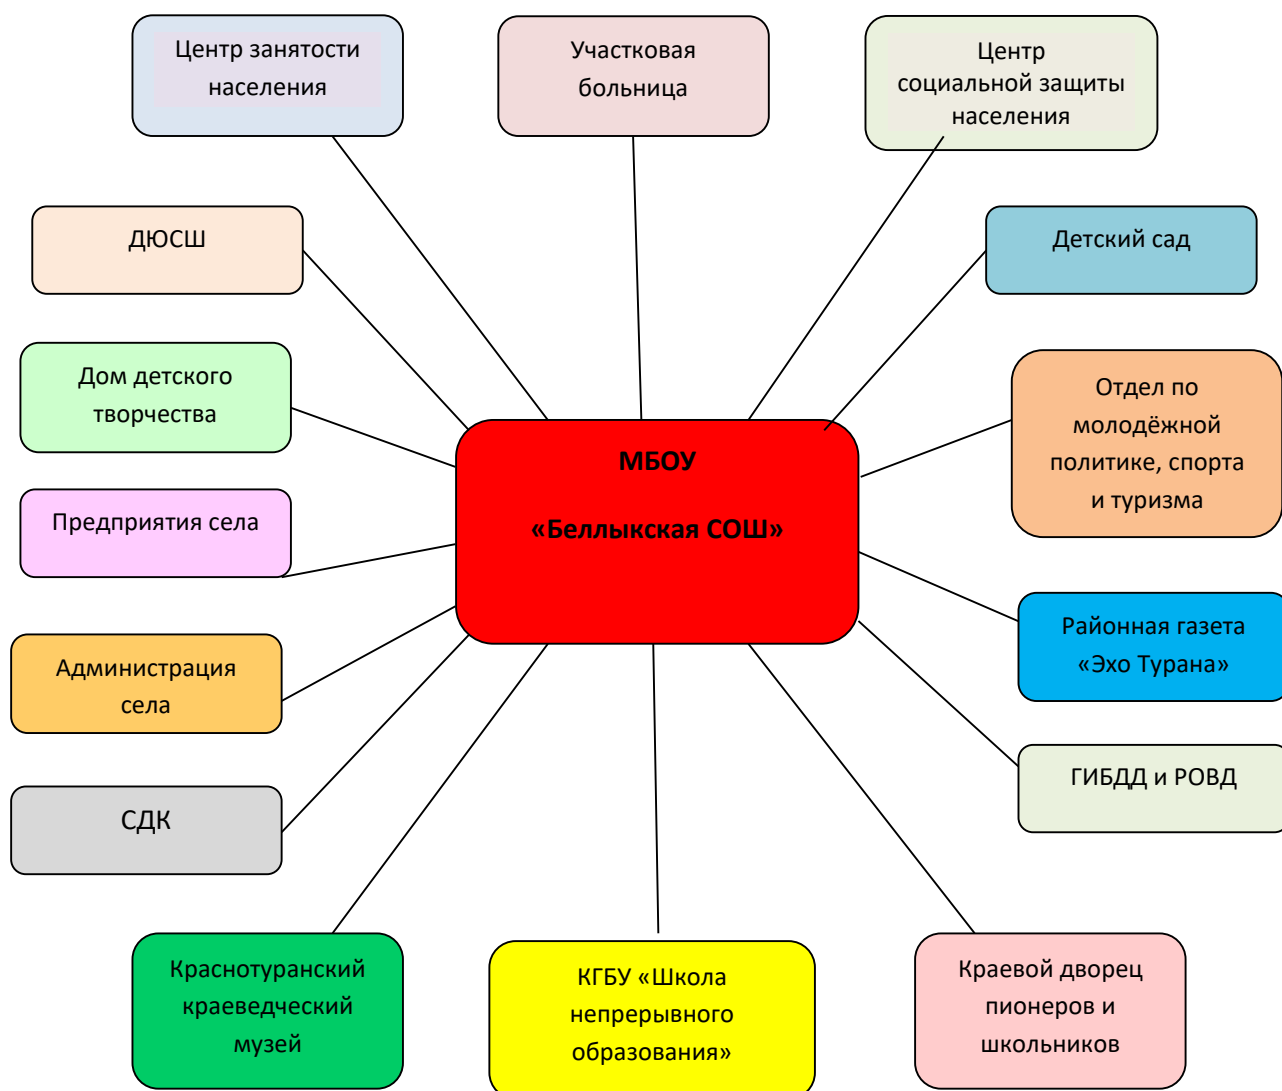 Центр занятости
населения
Участковая
больница
Центр
социальной защиты
населения
ДЮСШ
Детский сад
Дом детского
творчества
Отдел по
молодёжной
политике, спорта
и туризма
МБОУ
«Беллыкская СОШ»
Предприятия села
Районная газета
«Эхо Турана»
Администрация
села
ГИБДД и РОВД
СДК
Краснотуранский
краеведческий
музей
КГБУ «Школа
непрерывного
образования»
Краевой дворец
пионеров и
школьников